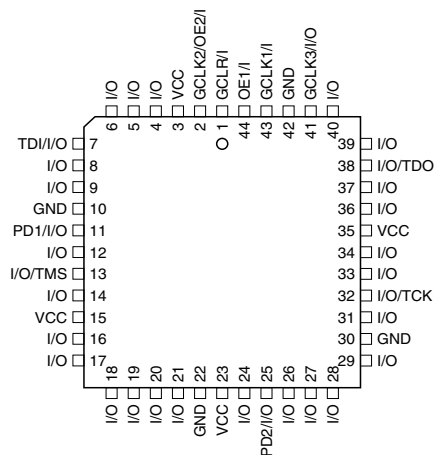 I/O
I/O
I/O
VCC
GCLK2/OE2/I
GCLR/I
OE1/I
GCLK1/I
GND
GCLK3/I/O
I/O
6
5
4
3
2
1
44
43
42
41
40
TDI/I/O 7
I/O 8
I/O 9
GND 10
PD1/I/O 11
I/O 12
I/O/TMS 13
I/O 14
VCC 15
I/O 16
I/O 17
39 I/O
38 I/O/TDO
37 I/O
36 I/O
35 VCC
34 I/O
33 I/O
32 I/O/TCK
31 I/O
30 GND
29 I/O
18
19
20
21
22
23
24
25
26
27
28
I/O
I/O
I/O
I/O
GND
VCC
I/O
PD2/I/O
I/O
I/O
I/O